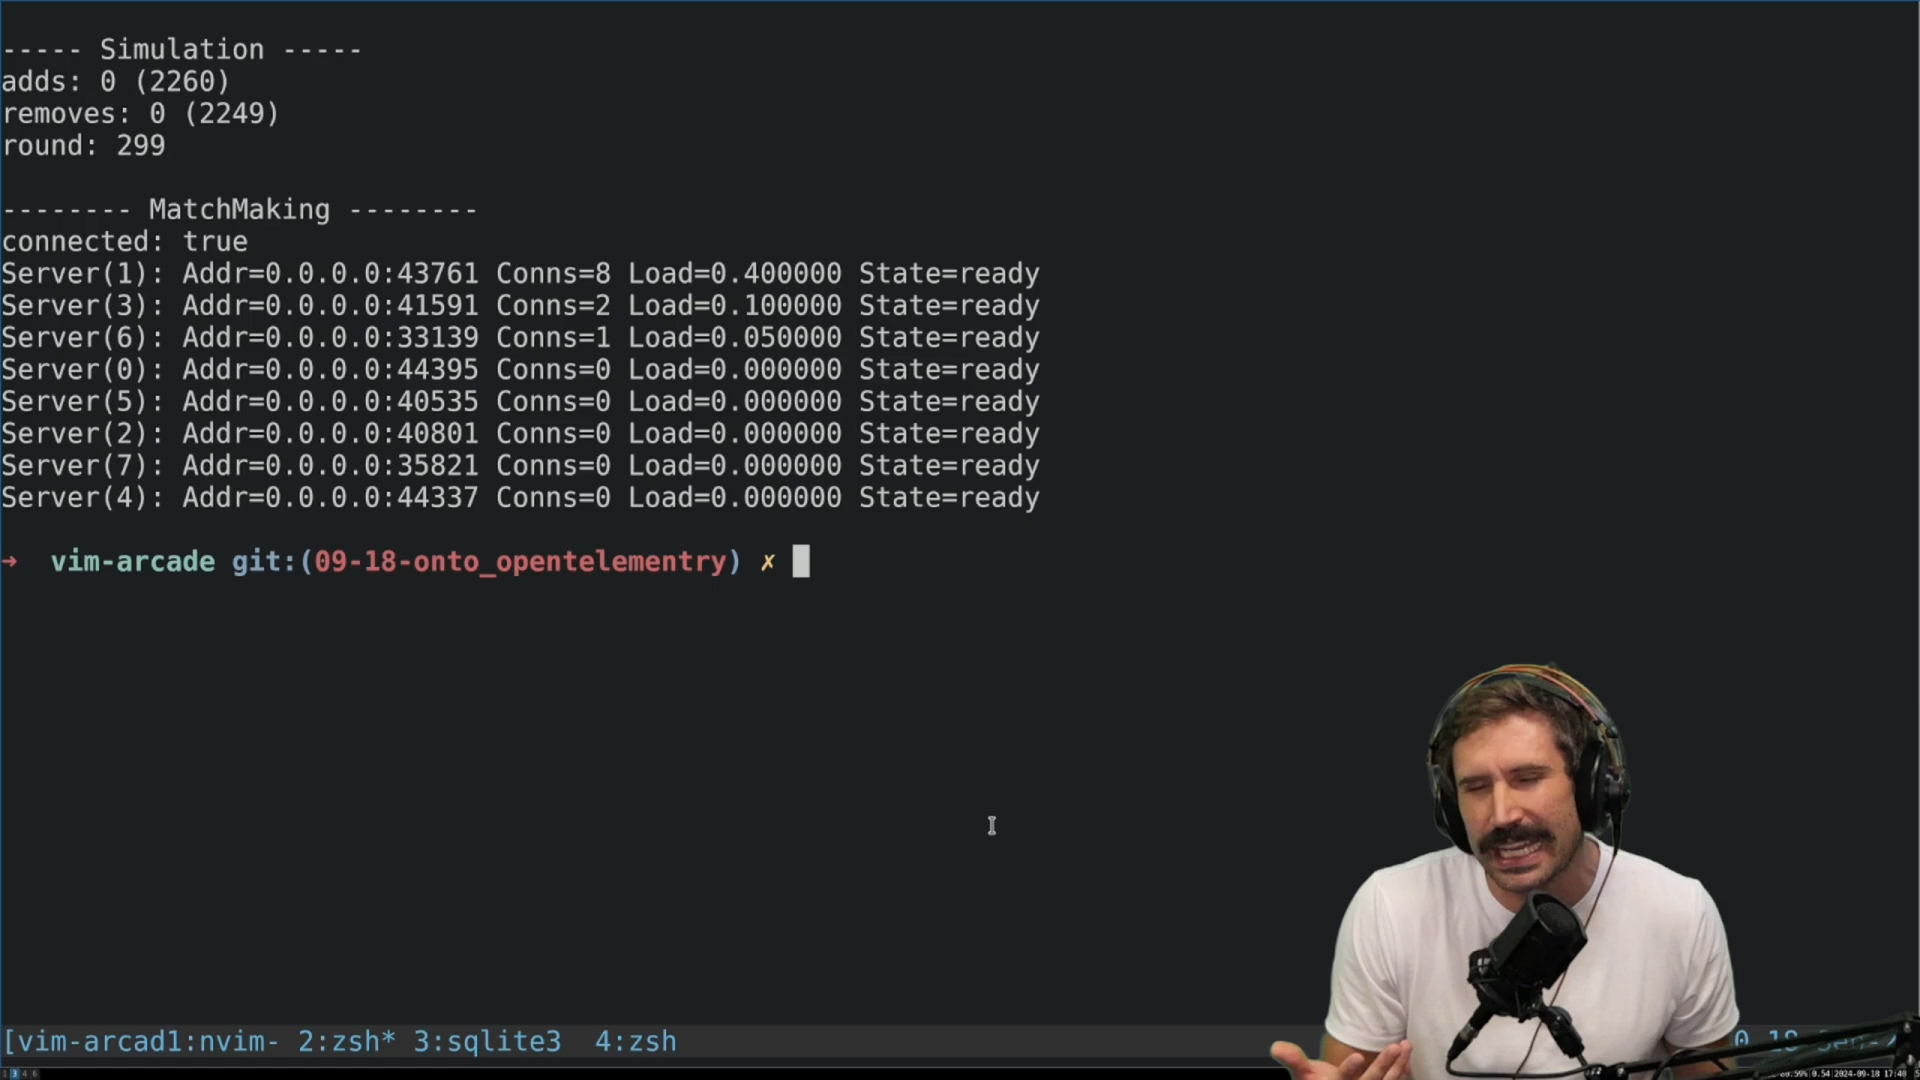 ----- Simulation -----
adds: 0 (2260)
removes: 0 (2249)
round: 299
-------- MatchMaking --------
connected: true
Server(1): Addr=0.0.0.0:43761 Conns=8 Load=0.400000 State=ready
Server(3): Addr=0.0.0.0:41591 Conns=2 Load=0.100000 State=ready
Server(6): Addr=0.0.0.0:33139 Conns=1 Load=0.050000 State=ready
Server(0): Addr=0.0.0.0:44395 Conns=0 Load=0.000000 State=ready
Server(5): Addr=0.0.0.0:40535 Conns=0 Load=0.000000 State=ready
Server(2): Addr=0.0.0.0:40801 Conns=0 Load=0.000000 State=ready
Server(7): Addr=0.0.0.0:35821 Conns=0 Load=0.000000 State=ready
Server(4): Addr=0.0.0.0:44337 Conns=0 Load=0.000000 State=ready
→ vim-arcade git:(09-18-onto_opentelementry) ✗
[vim-arcad1:nvim- 2:zsh* 3:sqlite3 4:zsh
0.54 2024-09-18 17:40